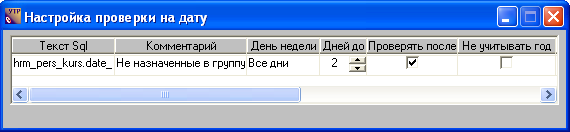 VTP Настройка проверки на дату
Текст Sql Комментарий День недели Дней до Проверять после Не учитывать год
hrm_pers_kurs.date_ Не назначенные в группу Все дни 2